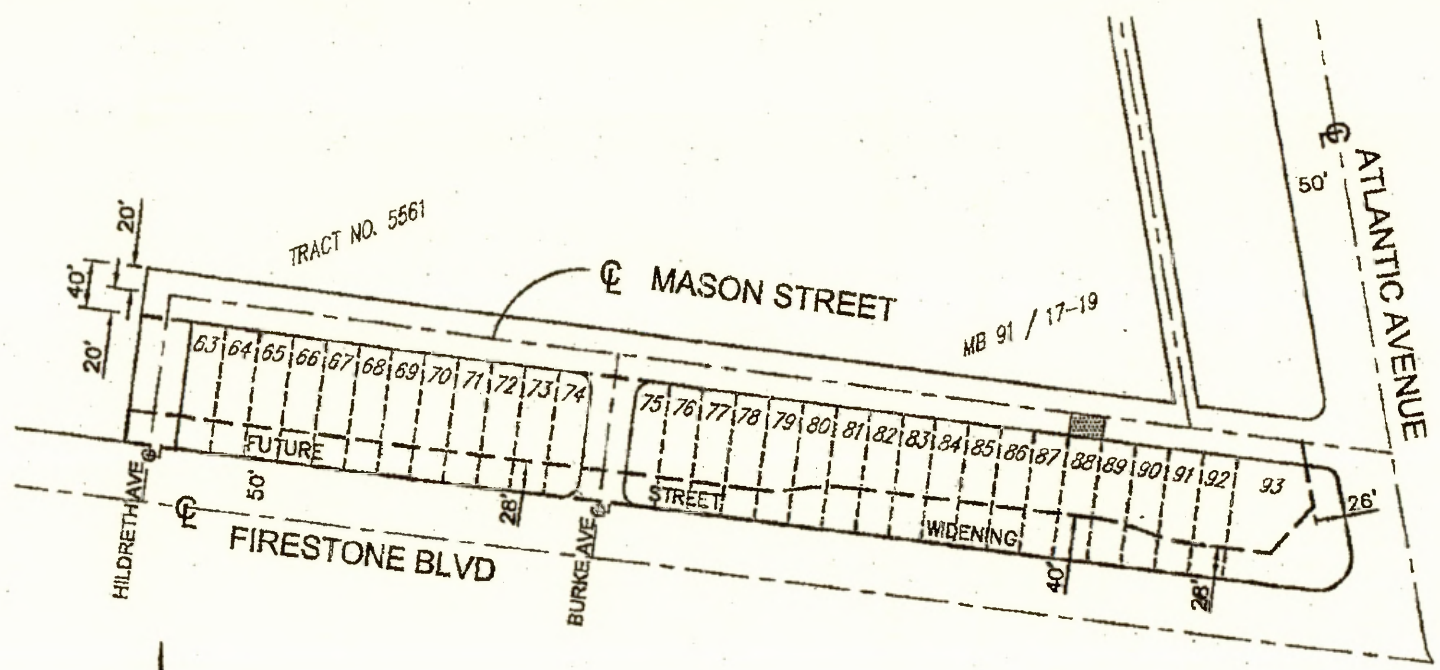 ATLANTIC AVENUE
℄
50'
20'
TRACT NO. 5561
40'
℄ MASON STREET
MB 91 / 17-19
20'
63 64 65 66 67 68 69 70 71 72 73 74
75 76 77 78 79 80 81 82 83 84 85 86 87 88 89 90 91 92 93
FUTURE
STREET
WIDENING
26'
50'
28'
40'
28'
℄
FIRESTONE BLVD
HILDRETH AVE
BURKE AVE